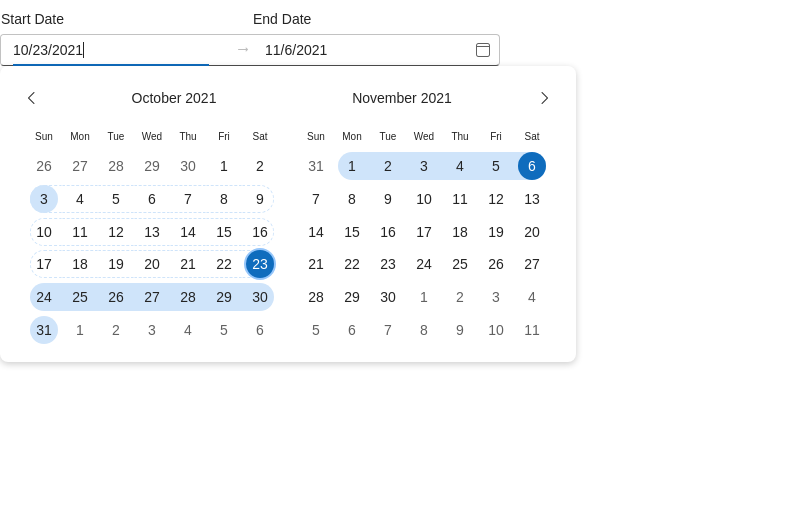 Start Date End Date
10/23/2021 → 11/6/2021
October 2021 November 2021
Sun Mon Tue Wed Thu Fri Sat Sun Mon Tue Wed Thu Fri Sat
26 27 28 29 30 1 2 31 1 2 3 4 5 6
3 4 5 6 7 8 9 7 8 9 10 11 12 13
10 11 12 13 14 15 16 14 15 16 17 18 19 20
17 18 19 20 21 22 23 21 22 23 24 25 26 27
24 25 26 27 28 29 30 28 29 30 1 2 3 4
31 1 2 3 4 5 6 5 6 7 8 9 10 11